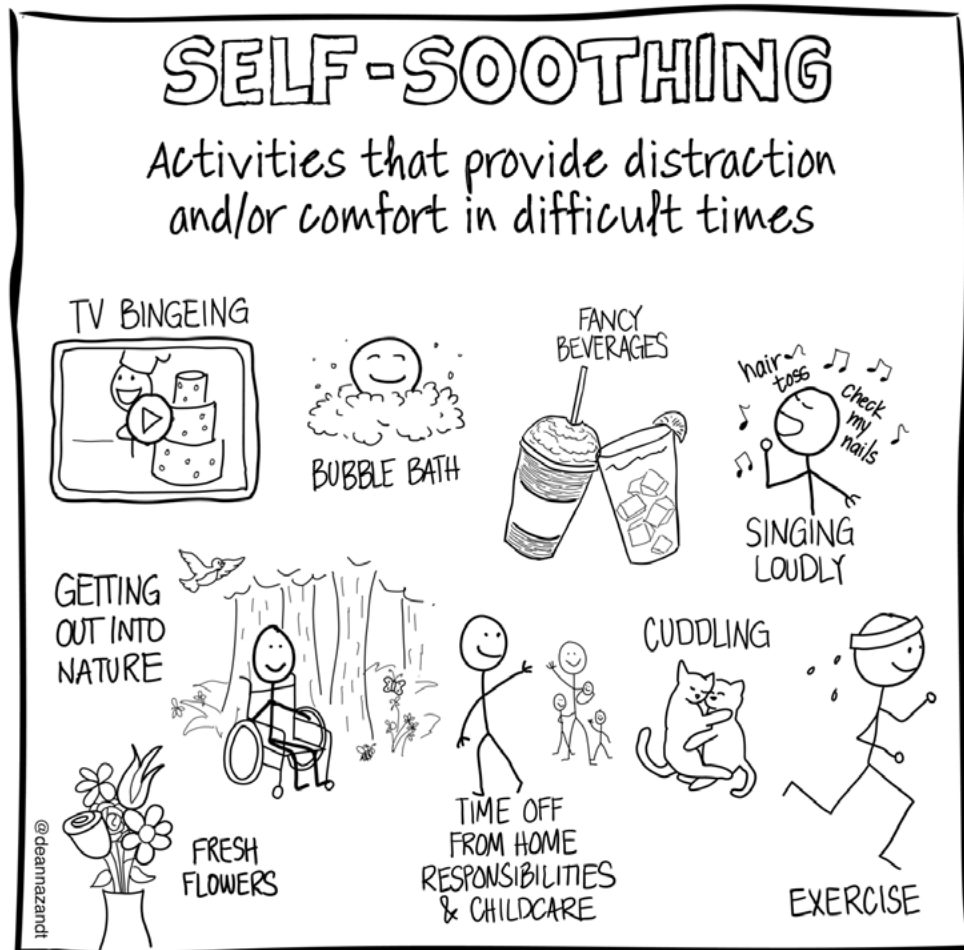 SELF-SOOTHING
Activities that provide distraction
and/or comfort in difficult times
TV BINGEING
BUBBLE BATH
FANCY
BEVERAGES
hair
toss
check
my
nails
SINGING
LOUDLY
GETTING
OUT INTO
NATURE
CUDDLING
FRESH
FLOWERS
TIME OFF
FROM HOME
RESPONSIBILITIES
& CHILDCARE
EXERCISE
@deannazandt